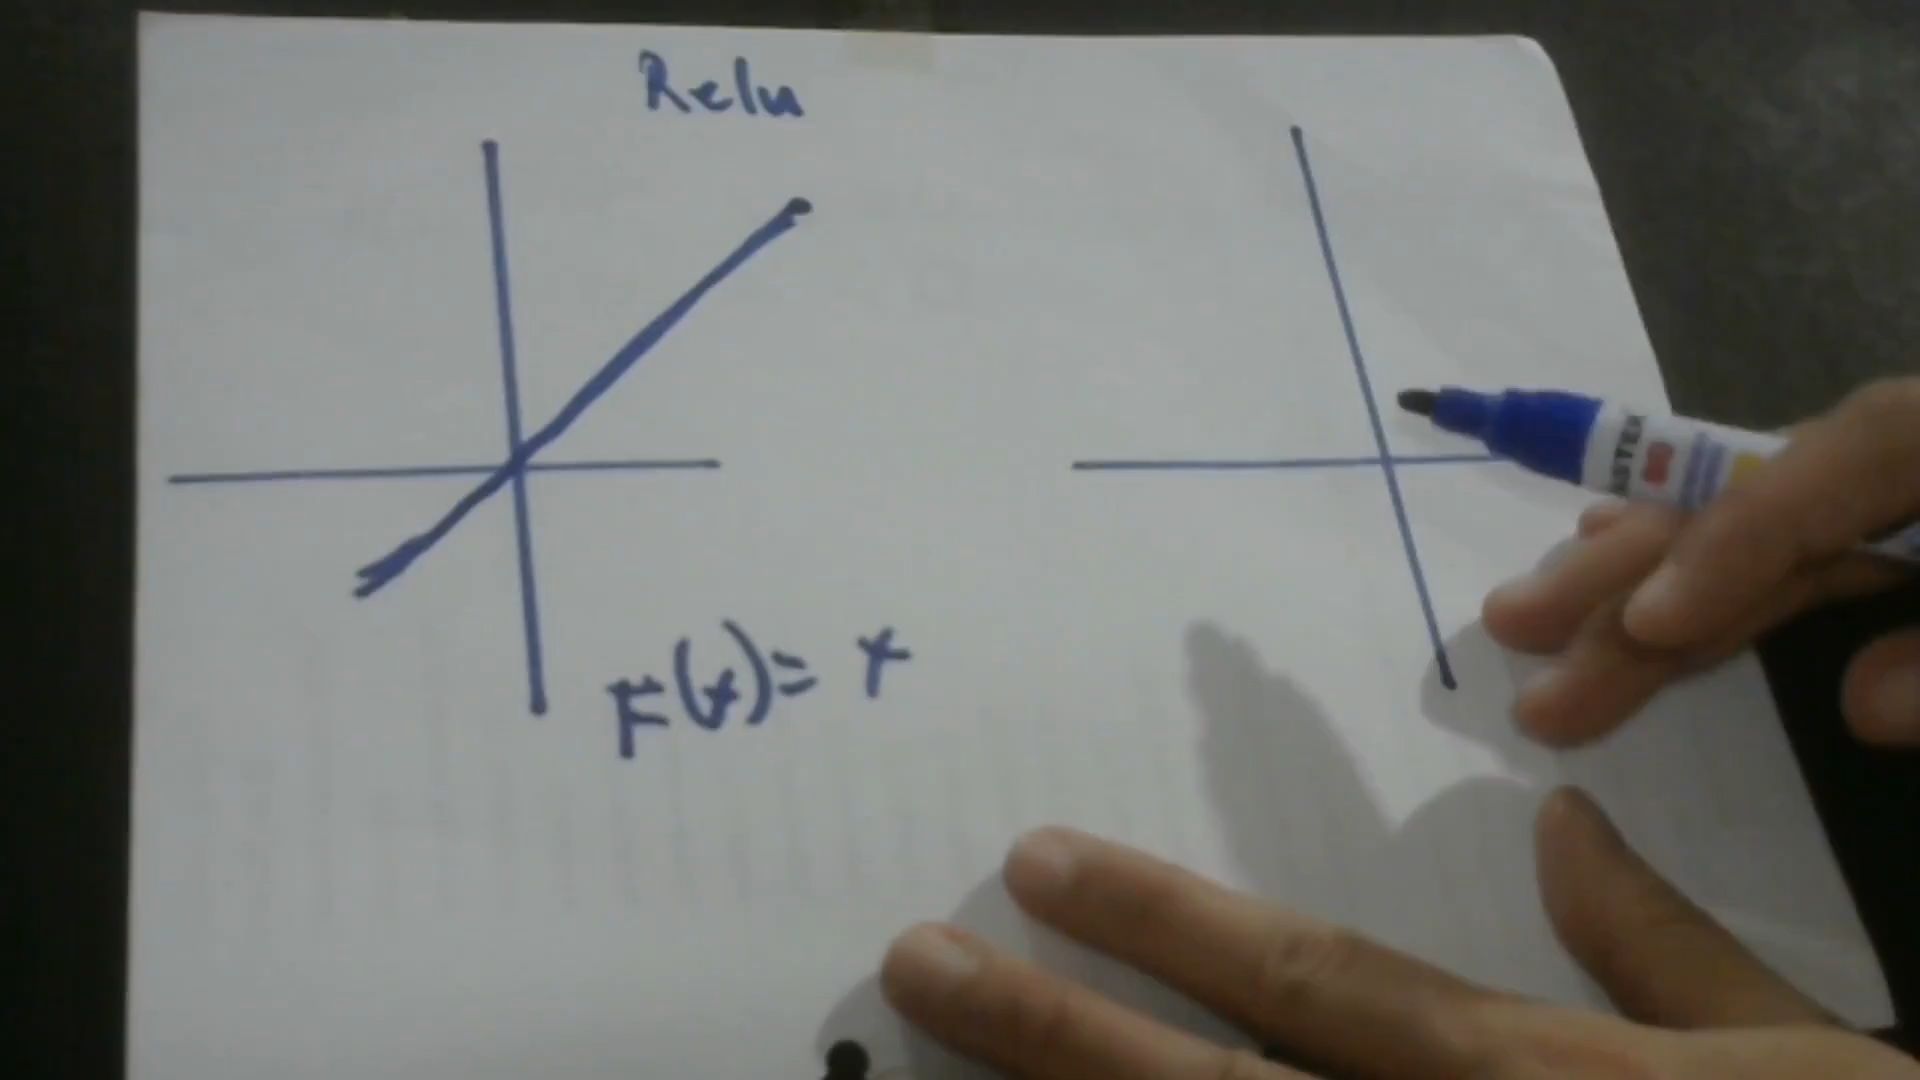 Relu
F(x)= x